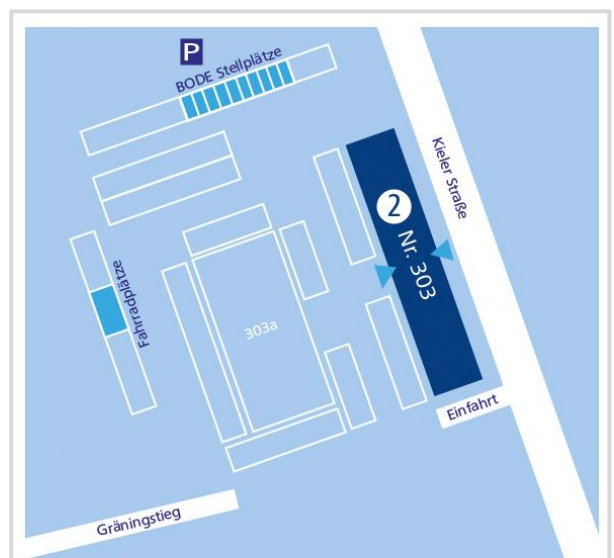 P
BODE Stellplätze
Kieler Straße
2
Nr. 303
Fahrradplätze
303a
Einfahrt
Gräningstieg